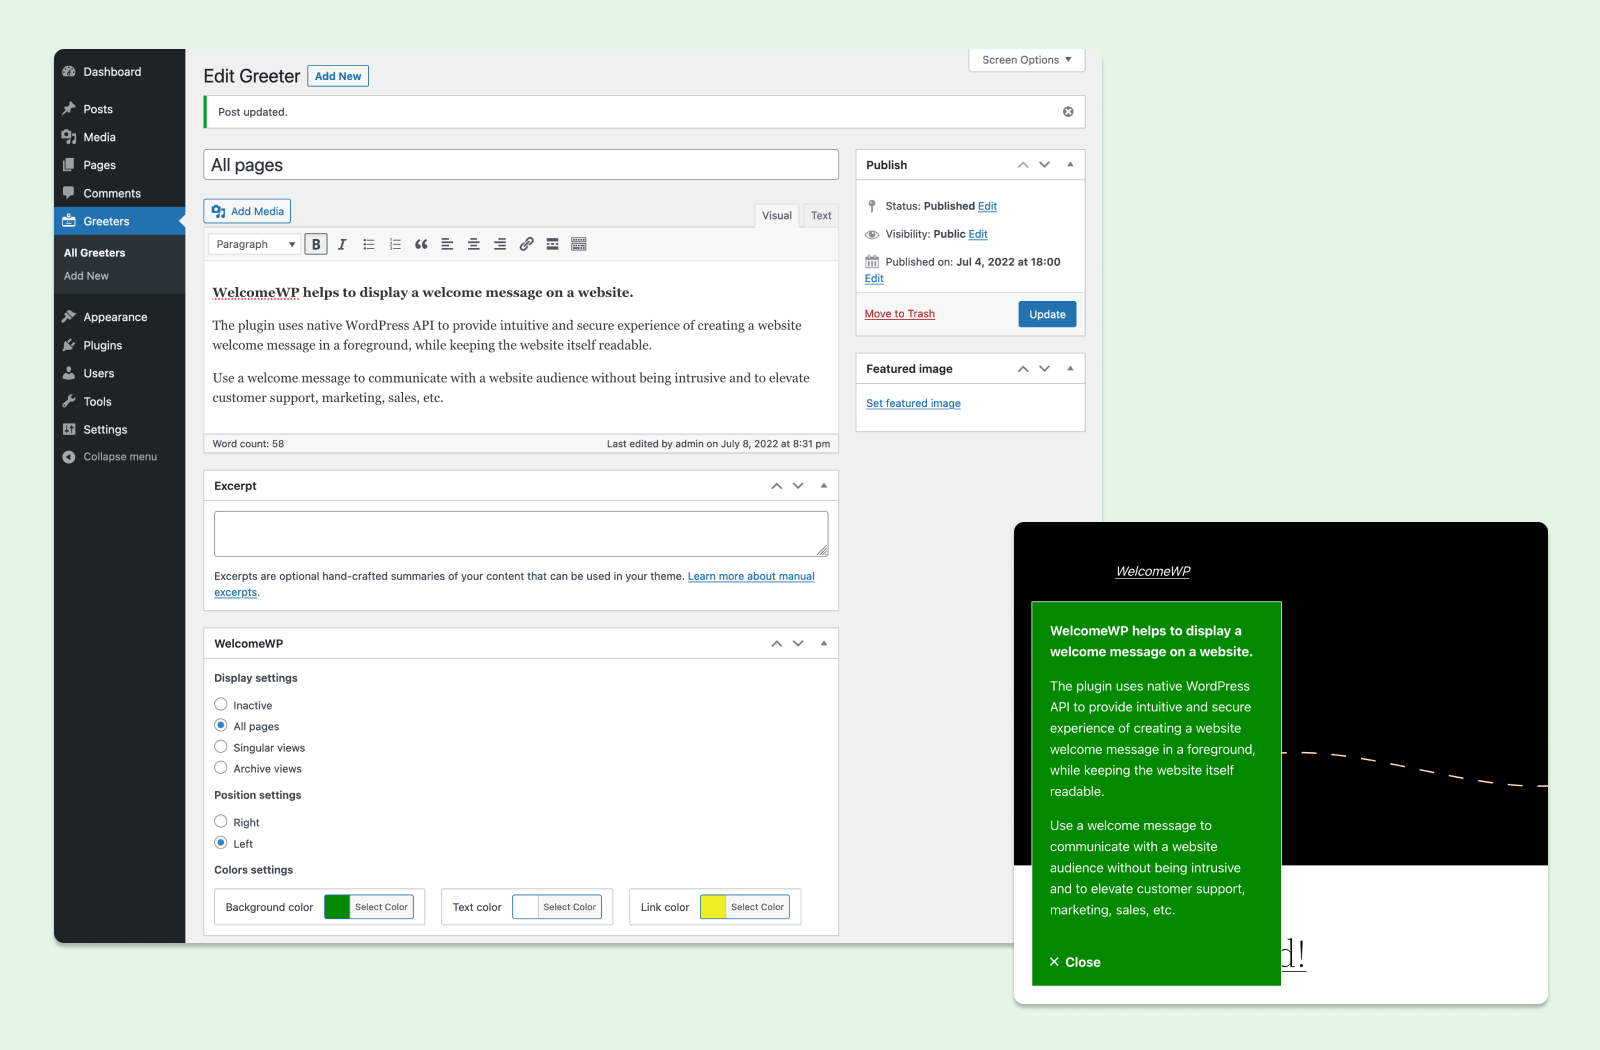 Dashboard
Posts
Media
Pages
Comments
Greeters
All Greeters
Add New
Appearance
Plugins
Users
Tools
Settings
Collapse menu
Screen Options
Edit Greeter Add New
Post updated.
All pages
Add Media
Visual Text
Paragraph B I
WelcomeWP helps to display a welcome message on a website.
The plugin uses native WordPress API to provide intuitive and secure experience of creating a website
welcome message in a foreground, while keeping the website itself readable.
Use a welcome message to communicate with a website audience without being intrusive and to elevate
customer support, marketing, sales, etc.
Word count: 58 Last edited by admin on July 8, 2022 at 8:31 pm
Excerpt
Excerpts are optional hand-crafted summaries of your content that can be used in your theme. Learn more about manual
excerpts.
WelcomeWP
Display settings
Inactive
All pages
Singular views
Archive views
Position settings
Right
Left
Colors settings
Background color Select Color Text color Select Color Link color Select Color
Publish
Status: Published Edit
Visibility: Public Edit
Published on: Jul 4, 2022 at 18:00
Edit
Move to Trash Update
Featured image
Set featured image
WelcomeWP
WelcomeWP helps to display a
welcome message on a website.
The plugin uses native WordPress
API to provide intuitive and secure
experience of creating a website
welcome message in a foreground,
while keeping the website itself
readable.
Use a welcome message to
communicate with a website
audience without being intrusive
and to elevate customer support,
marketing, sales, etc.
✕ Close
d!